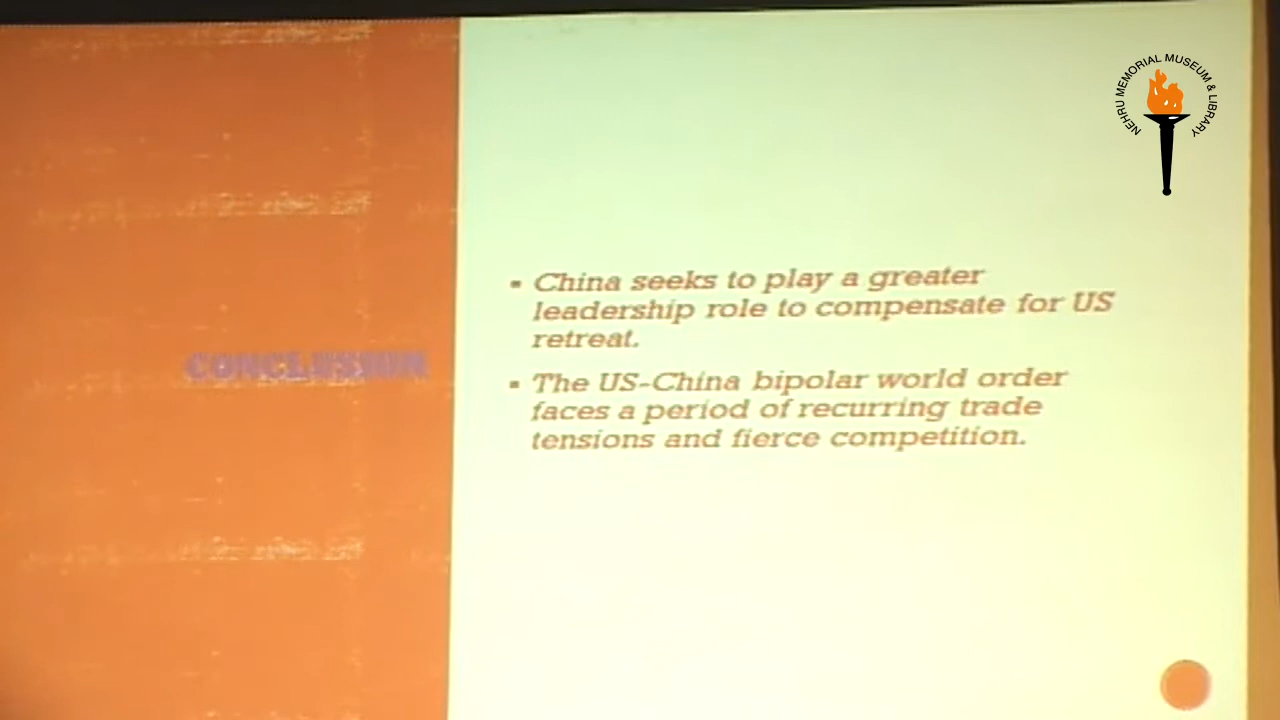 NEHRU MEMORIAL MUSEUM & LIBRARY
CONCLUSION
▪ China seeks to play a greater
leadership role to compensate for US
retreat.
▪ The US-China bipolar world order
faces a period of recurring trade
tensions and fierce competition.